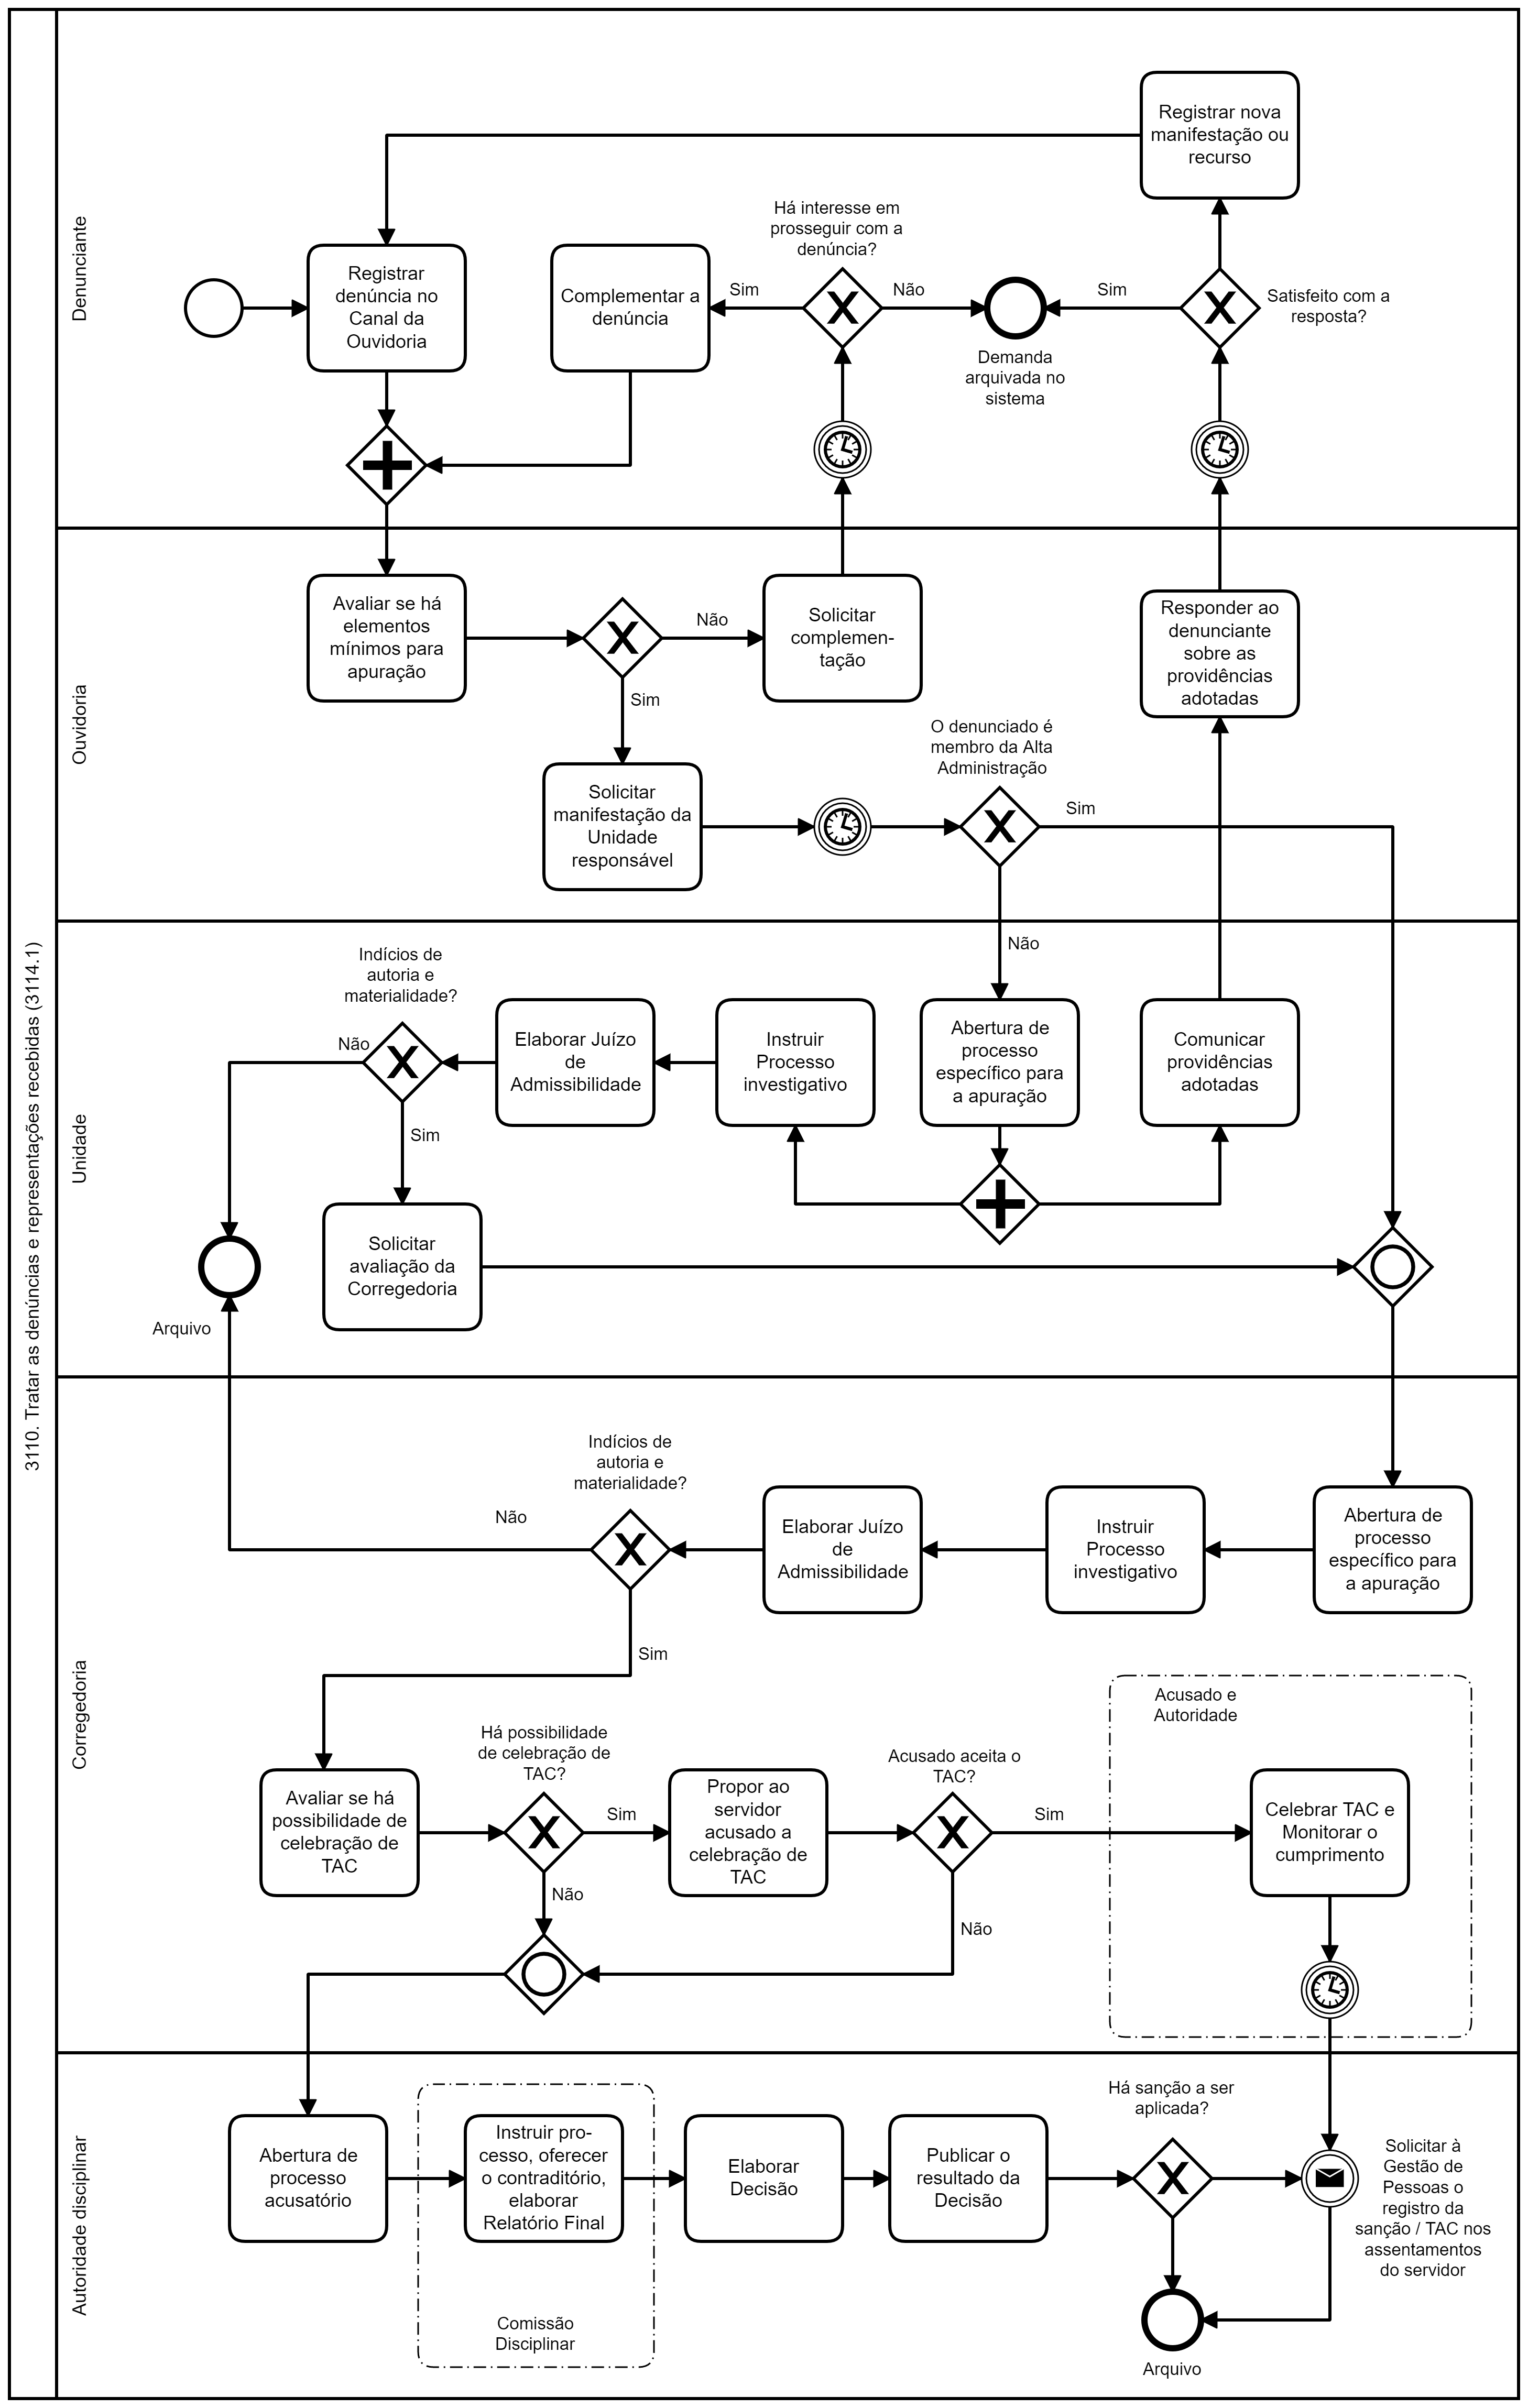 3110. Tratar as denúncias e representações recebidas (3114.1)
Denunciante
Registrar nova
manifestação ou
recurso
Há interesse em
prosseguir com a
denúncia?
Registrar
denúncia no
Canal da
Ouvidoria
Complementar a
denúncia
Sim
Não
Sim
Satisfeito com a
resposta?
Demanda
arquivada no
sistema
Ouvidoria
Avaliar se há
elementos
mínimos para
apuração
Não
Solicitar
complemen-
tação
Responder ao
denunciante
sobre as
providências
adotadas
Sim
O denunciado é
membro da Alta
Administração
Solicitar
manifestação da
Unidade
responsável
Sim
Unidade
Não
Indícios de
autoria e
materialidade?
Não
Elaborar Juízo
de
Admissibilidade
Instruir
Processo
investigativo
Abertura de
processo
específico para
a apuração
Comunicar
providências
adotadas
Sim
Solicitar
avaliação da
Corregedoria
Arquivo
Corregedoria
Indícios de
autoria e
materialidade?
Não
Elaborar Juízo
de
Admissibilidade
Instruir
Processo
investigativo
Abertura de
processo
específico para
a apuração
Sim
Acusado e
Autoridade
Há possibilidade
de celebração de
TAC?
Acusado aceita o
TAC?
Avaliar se há
possibilidade de
celebração de
TAC
Sim
Propor ao
servidor
acusado a
celebração de
TAC
Sim
Celebrar TAC e
Monitorar o
cumprimento
Não
Não
Autoridade disciplinar
Há sanção a ser
aplicada?
Abertura de
processo
acusatório
Instruir pro-
cesso, oferecer
o contraditório,
elaborar
Relatório Final
Elaborar
Decisão
Publicar o
resultado da
Decisão
Solicitar à
Gestão de
Pessoas o
registro da
sanção / TAC nos
assentamentos
do servidor
Comissão
Disciplinar
Arquivo